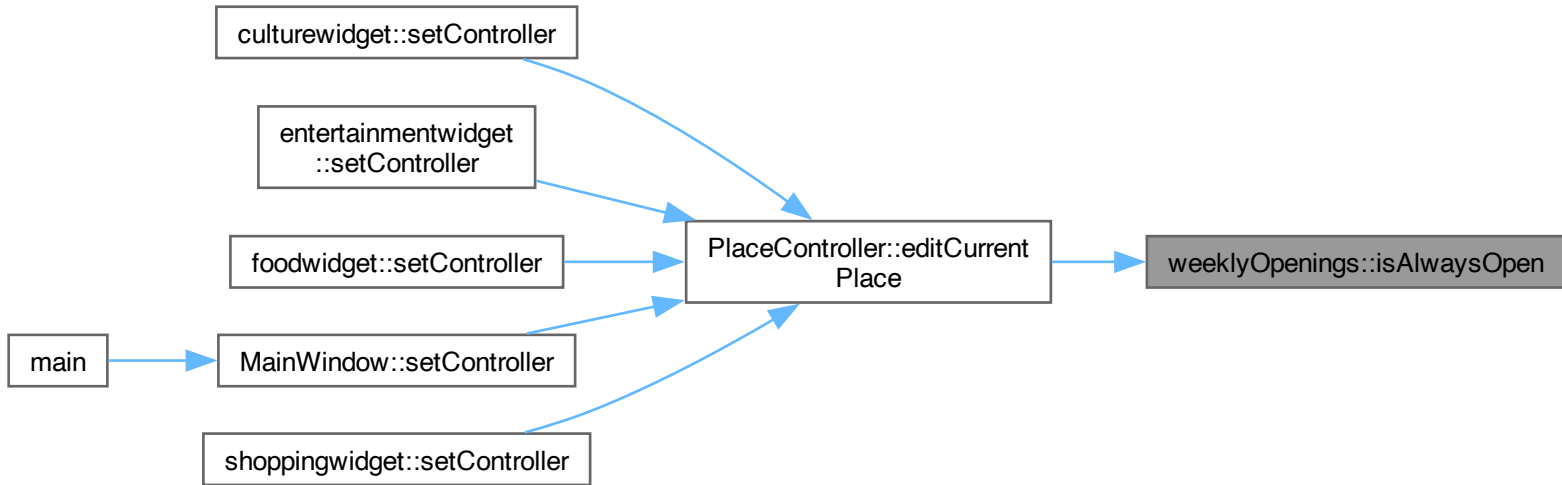 culturewidget::setController
entertainmentwidget
::setController
foodwidget::setController
PlaceController::editCurrent
Place
weeklyOpenings::isAlwaysOpen
main
MainWindow::setController
shoppingwidget::setController